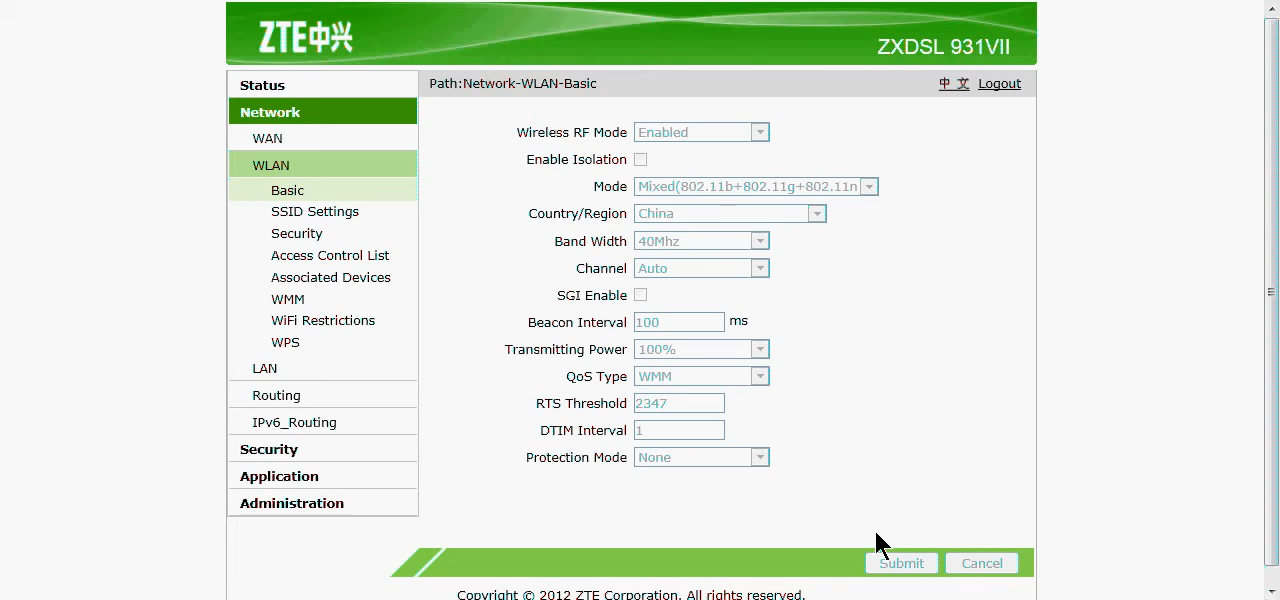 ZTE中兴
ZXDSL 931VII
Status
Path:Network-WLAN-Basic
中 文 Logout
Network
WAN
WLAN
Basic
SSID Settings
Security
Access Control List
Associated Devices
WMM
WiFi Restrictions
WPS
LAN
Routing
IPv6_Routing
Security
Application
Administration
Wireless RF Mode Enabled
Enable Isolation
Mode Mixed(802.11b+802.11g+802.11n
Country/Region China
Band Width 40Mhz
Channel Auto
SGI Enable
Beacon Interval 100 ms
Transmitting Power 100%
QoS Type WMM
RTS Threshold 2347
DTIM Interval 1
Protection Mode None
Submit Cancel
Copyright © 2012 ZTE Corporation. All rights reserved.